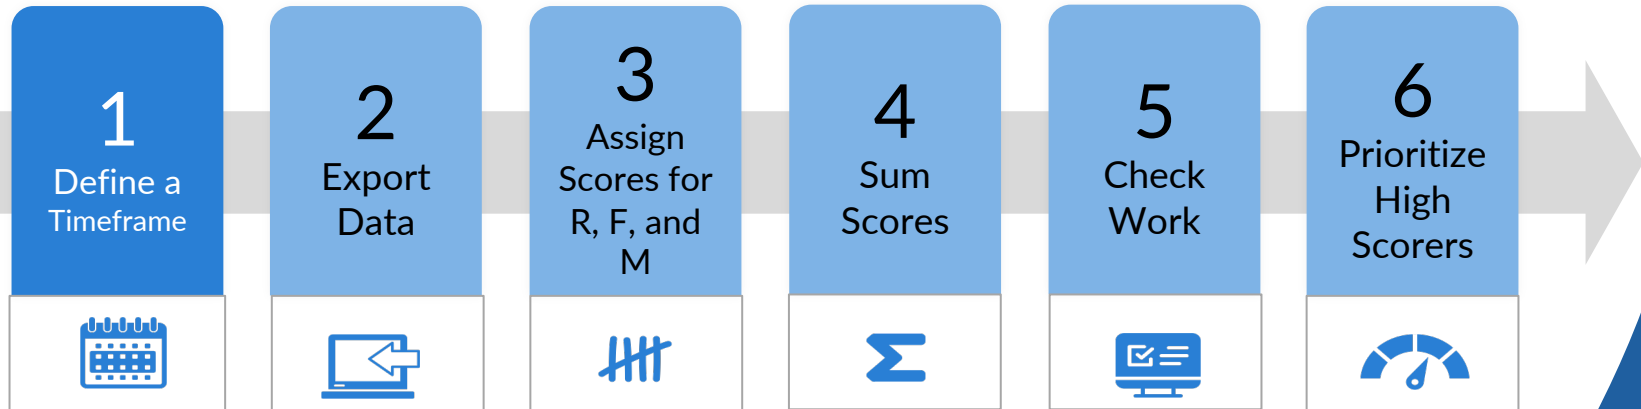 1
Define a
Timeframe
2
Export
Data
3
Assign
Scores for
R, F, and
M
4
Sum
Scores
5
Check
Work
6
Prioritize
High
Scorers